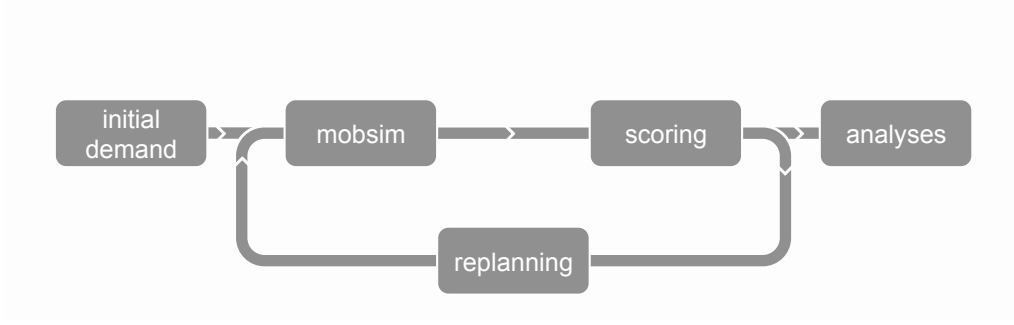 initial
demand
mobsim
scoring
analyses
replanning